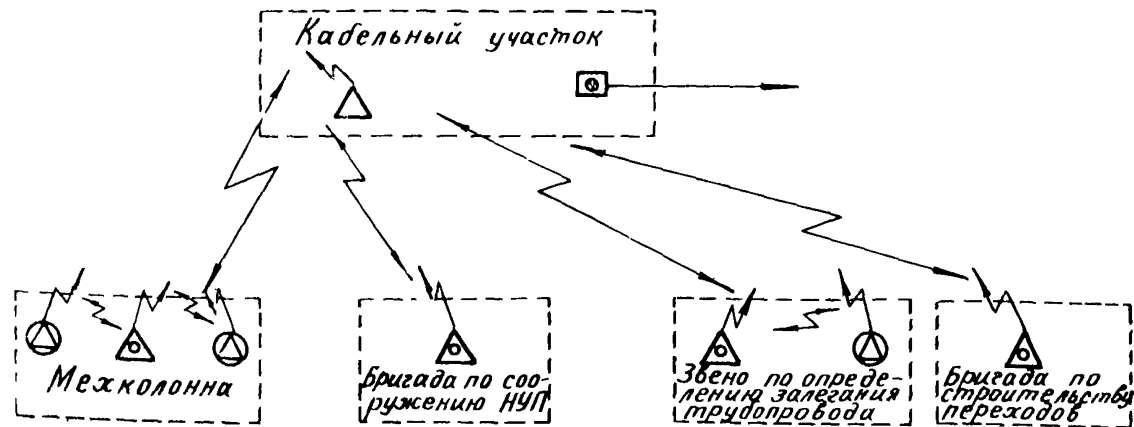 Кабельный участок
Мехколонна
Бригада по соо-
ружению НУП
Звено по опреде-
лению залегания
трубопровода
Бригада по
строительству
переходов